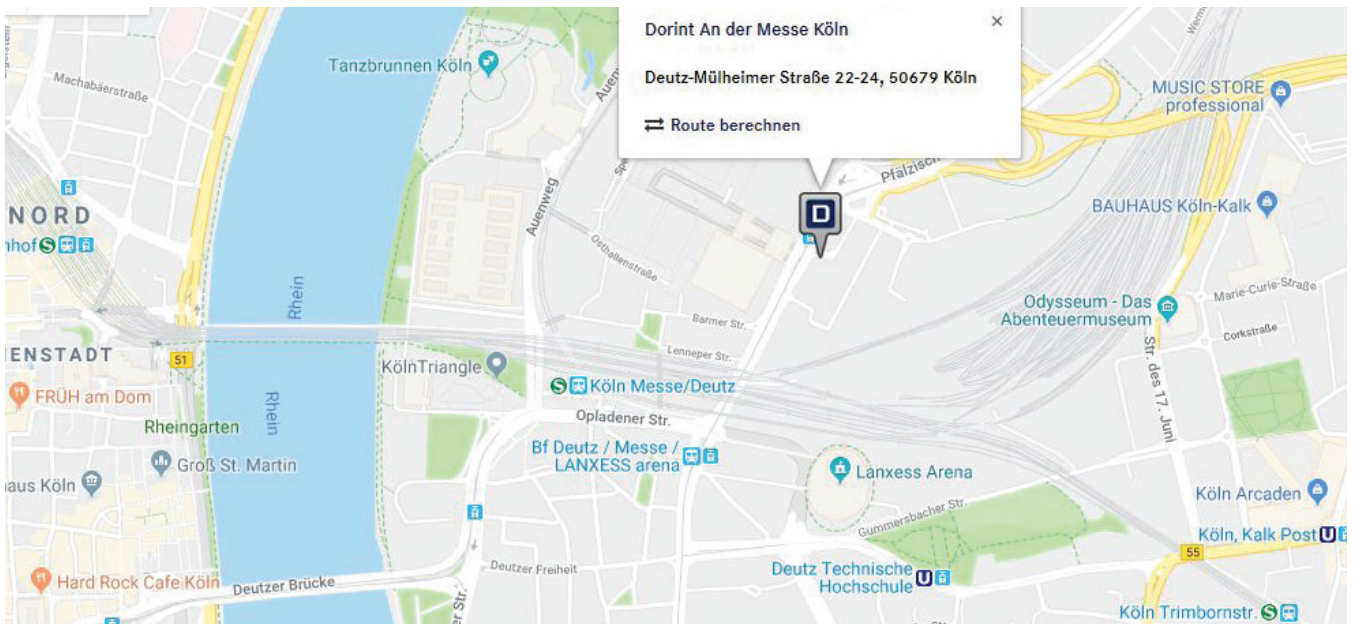 Dorint An der Messe Köln
×
Deutz-Mülheimer Straße 22-24, 50679 Köln
Route berechnen
Tanzbrunnen Köln
Machabäerstraße
MUSIC STORE
professional
Auenweg
D
Pfälzisch
BAUHAUS Köln-Kalk
NORD
nhof
S
Osthallenstraße
Rhein
Odysseum - Das
Abenteuermuseum
Marie-Curie-Straße
Barmer Str.
Corkstraße
Lenneper Str.
ENSTADT
51
KölnTriangle
S
Köln Messe/Deutz
Str. des 17. Juni
FRÜH am Dom
Rhein
Opladener Str.
Rheingarten
Bf Deutz / Messe /
LANXESS arena
Groß St. Martin
Lanxess Arena
haus Köln
Köln Arcaden
Gummersbacher Str.
Köln, Kalk Post
U
55
Deutzer Freiheit
Deutz Technische
Hochschule
U
Hard Rock Cafe Köln
Deutzer Brücke
er Str.
Köln Trimbornstr.
S